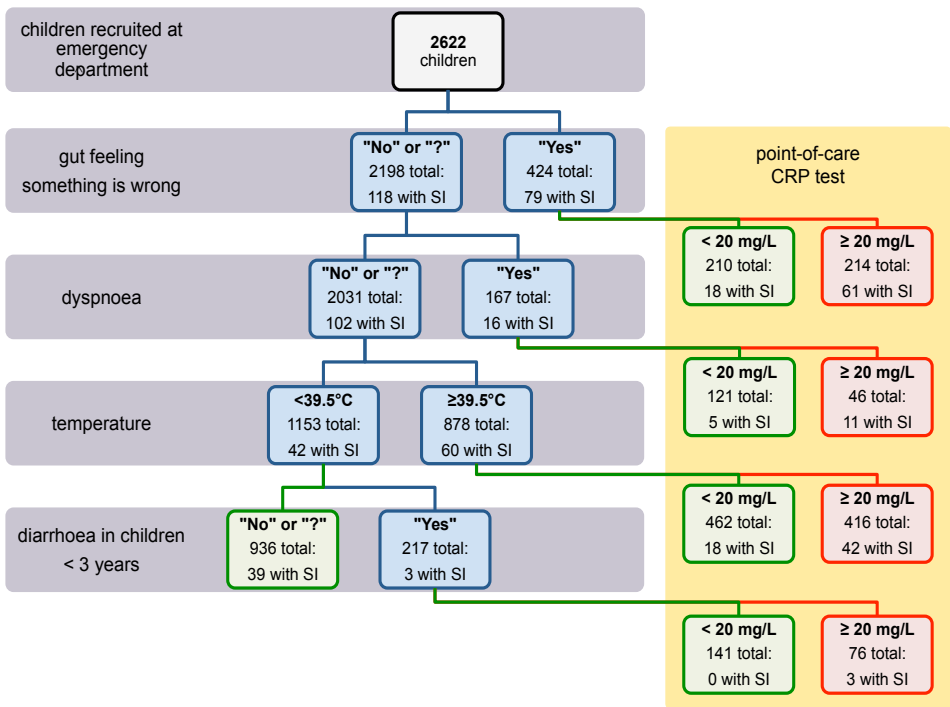 children recruited at
emergency
department
2622
children
gut feeling
something is wrong
"No" or "?"
2198 total:
118 with SI
"Yes"
424 total:
79 with SI
point-of-care
CRP test
< 20 mg/L
210 total:
18 with SI
≥ 20 mg/L
214 total:
61 with SI
dyspnoea
"No" or "?"
2031 total:
102 with SI
"Yes"
167 total:
16 with SI
< 20 mg/L
121 total:
5 with SI
≥ 20 mg/L
46 total:
11 with SI
temperature
<39.5°C
1153 total:
42 with SI
≥39.5°C
878 total:
60 with SI
< 20 mg/L
462 total:
18 with SI
≥ 20 mg/L
416 total:
42 with SI
diarrhoea in children
< 3 years
"No" or "?"
936 total:
39 with SI
"Yes"
217 total:
3 with SI
< 20 mg/L
141 total:
0 with SI
≥ 20 mg/L
76 total:
3 with SI